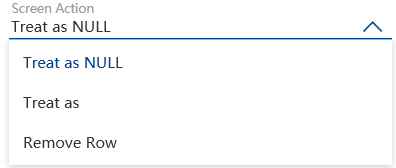 Screen Action
Treat as NULL
Treat as NULL
Treat as
Remove Row